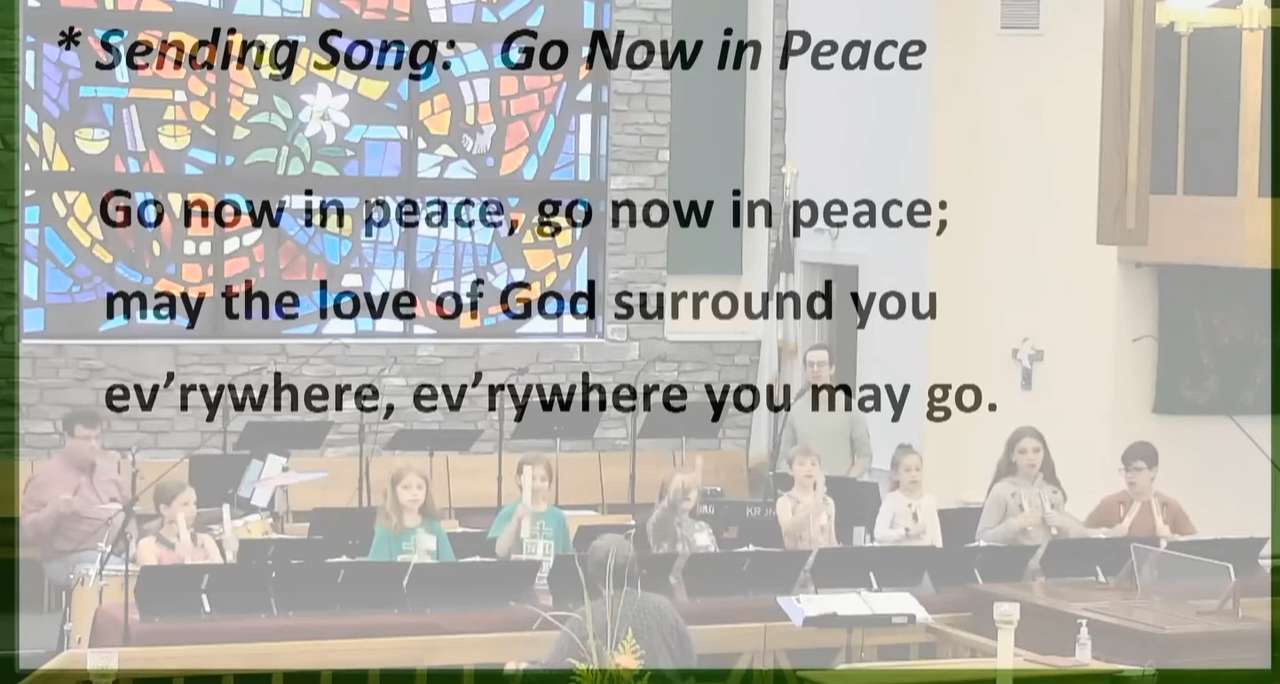 * Sending Song: Go Now in Peace
Go now in peace, go now in peace;
may the love of God surround you
ev’rywhere, ev’rywhere you may go.